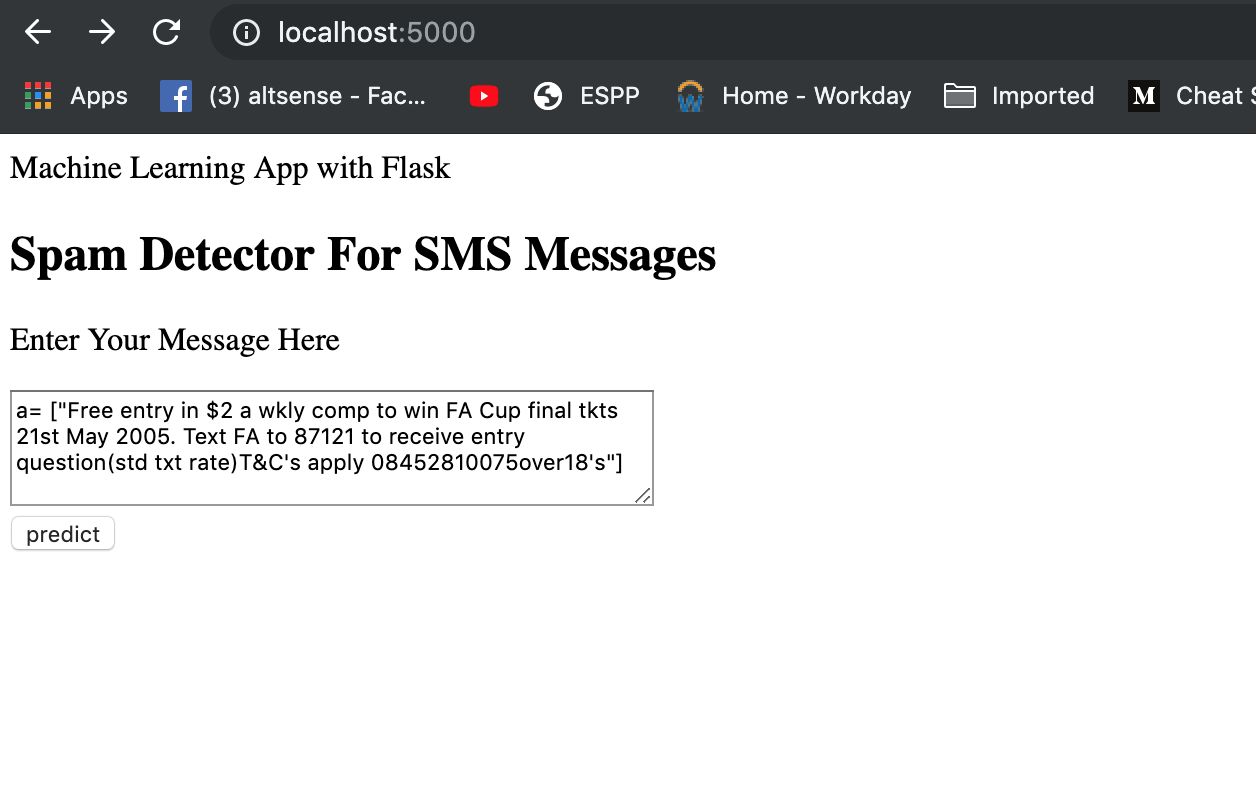 localhost:5000
Apps (3) altsense - Fac... ESPP Home - Workday Imported M Cheat S
Machine Learning App with Flask
Spam Detector For SMS Messages
Enter Your Message Here
a= ["Free entry in $2 a wkly comp to win FA Cup final tkts
21st May 2005. Text FA to 87121 to receive entry
question(std txt rate)T&C's apply 08452810075over18's"]
predict